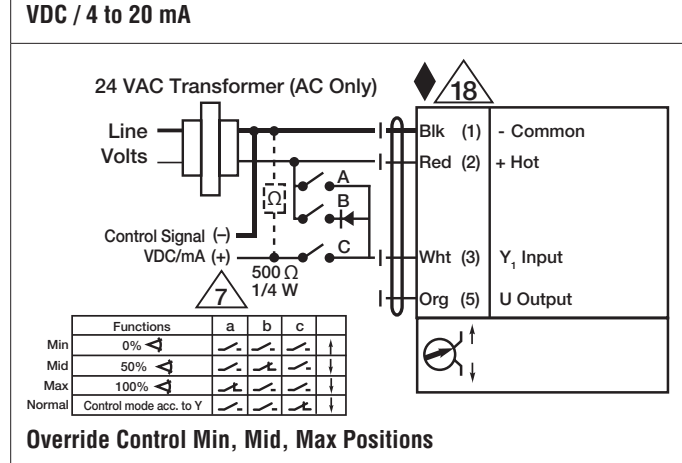 VDC / 4 to 20 mA
24 VAC Transformer (AC Only)
18
Line
Volts
Blk (1) - Common
Red (2) + Hot
A
B
Ω
C
Control Signal (–)
VDC/mA (+)
Wht (3) Y1 Input
500 Ω
1/4 W
7
Org (5) U Output
Functions a b c
Min 0%
Mid 50%
Max 100%
Normal Control mode acc. to Y
Override Control Min, Mid, Max Positions